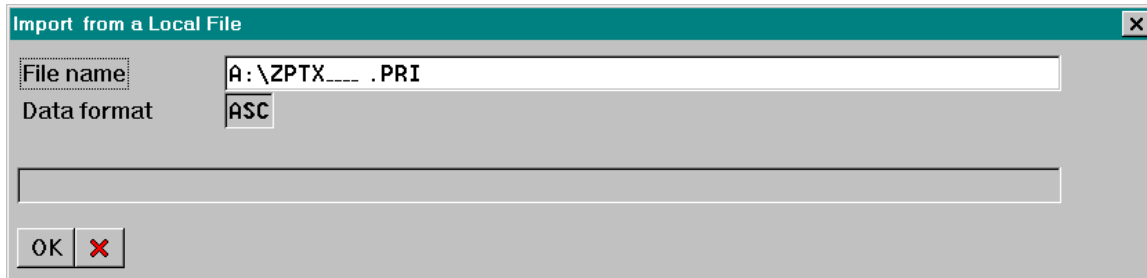 Import from a Local File
File name A:\ZPTX____ .PRI
Data format ASC
OK